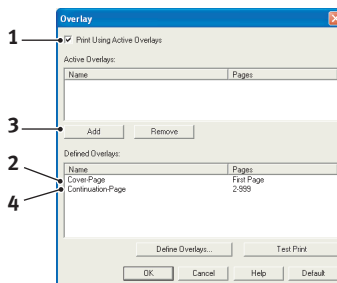 Overlay
1
Print Using Active Overlays
Active Overlays:
Name Pages
3
Add Remove
Defined Overlays:
2
Name Pages
Cover-Page First Page
4
Continuation-Page 2-999
Define Overlays... Test Print
OK Cancel Help Default